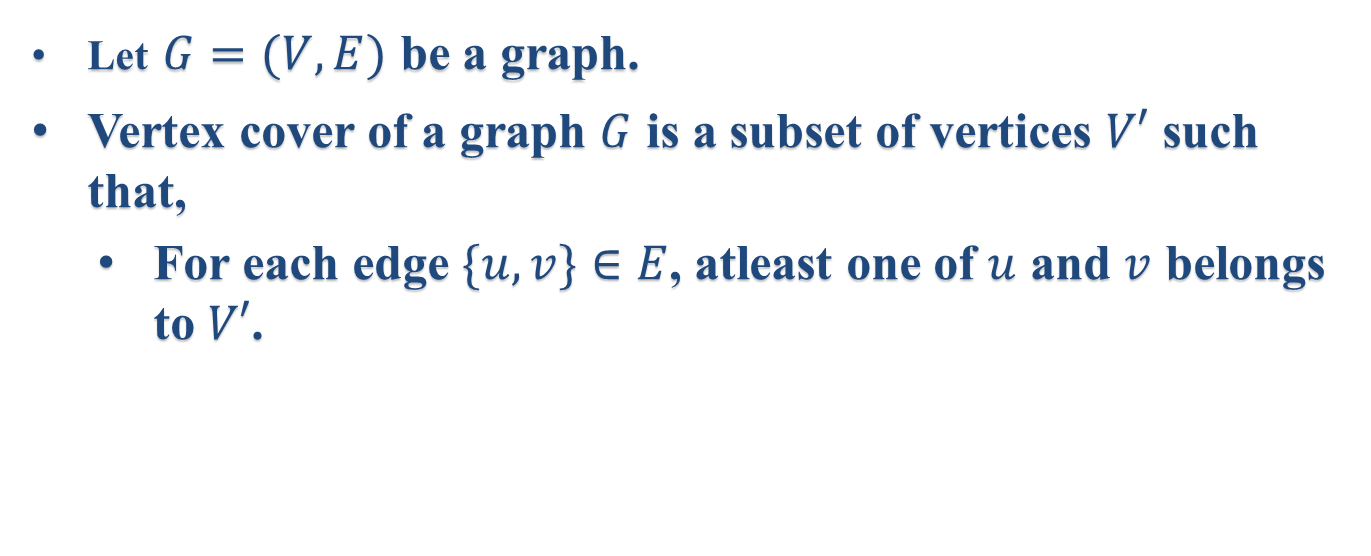 • Let 𝐺 = (𝑉, 𝐸) be a graph.
• Vertex cover of a graph 𝐺 is a subset of vertices 𝑉′ such
that,
• For each edge {𝑢, 𝑣} ∈ 𝐸, atleast one of 𝑢 and 𝑣 belongs
to 𝑉′.